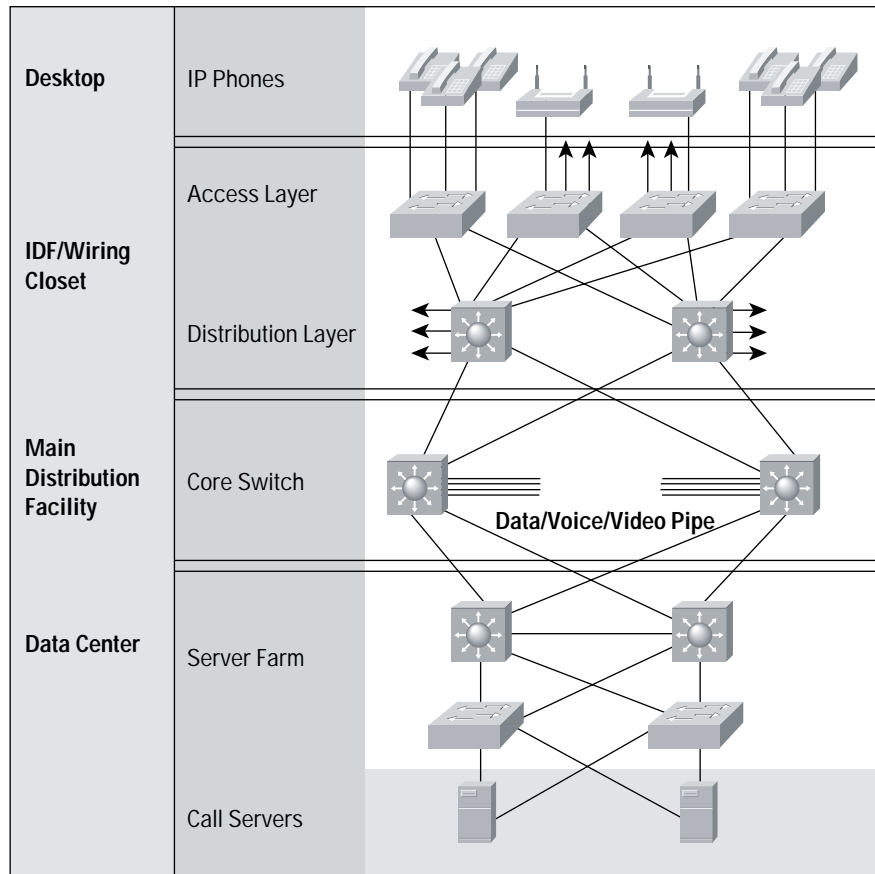 Desktop
IP Phones
Access Layer
IDF/Wiring
Closet
Distribution Layer
Main
Distribution
Facility
Core Switch
Data/Voice/Video Pipe
Data Center
Server Farm
Call Servers